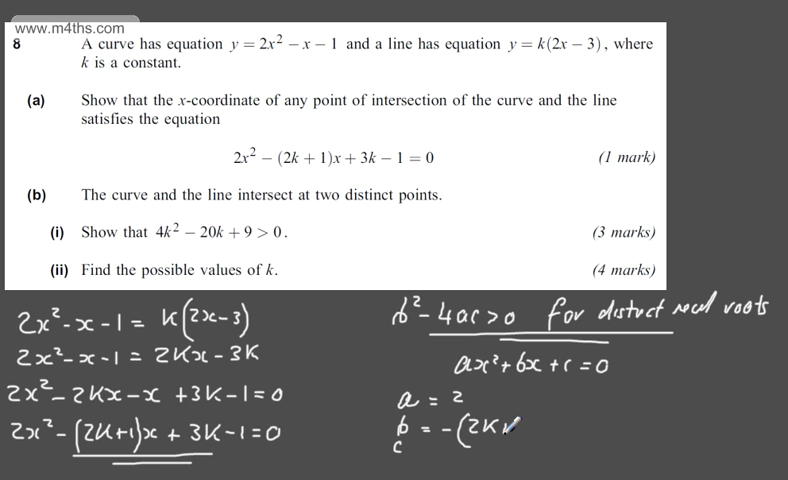 www.m4ths.com
8 A curve has equation y = 2x² − x − 1 and a line has equation y = k(2x − 3), where
k is a constant.
(a) Show that the x-coordinate of any point of intersection of the curve and the line
satisfies the equation
2x² − (2k + 1)x + 3k − 1 = 0 (1 mark)
(b) The curve and the line intersect at two distinct points.
(i) Show that 4k² − 20k + 9 > 0. (3 marks)
(ii) Find the possible values of k. (4 marks)
2x²-x-1 = k(2x-3)
2x²-x-1 = 2kx-3k
2x²-2kx-x+3k-1=0
2x²-(2k+1)x+3k-1=0
b²-4ac>0 for distinct real roots
ax²+bx+c=0
a = 2
b = -(2k
c